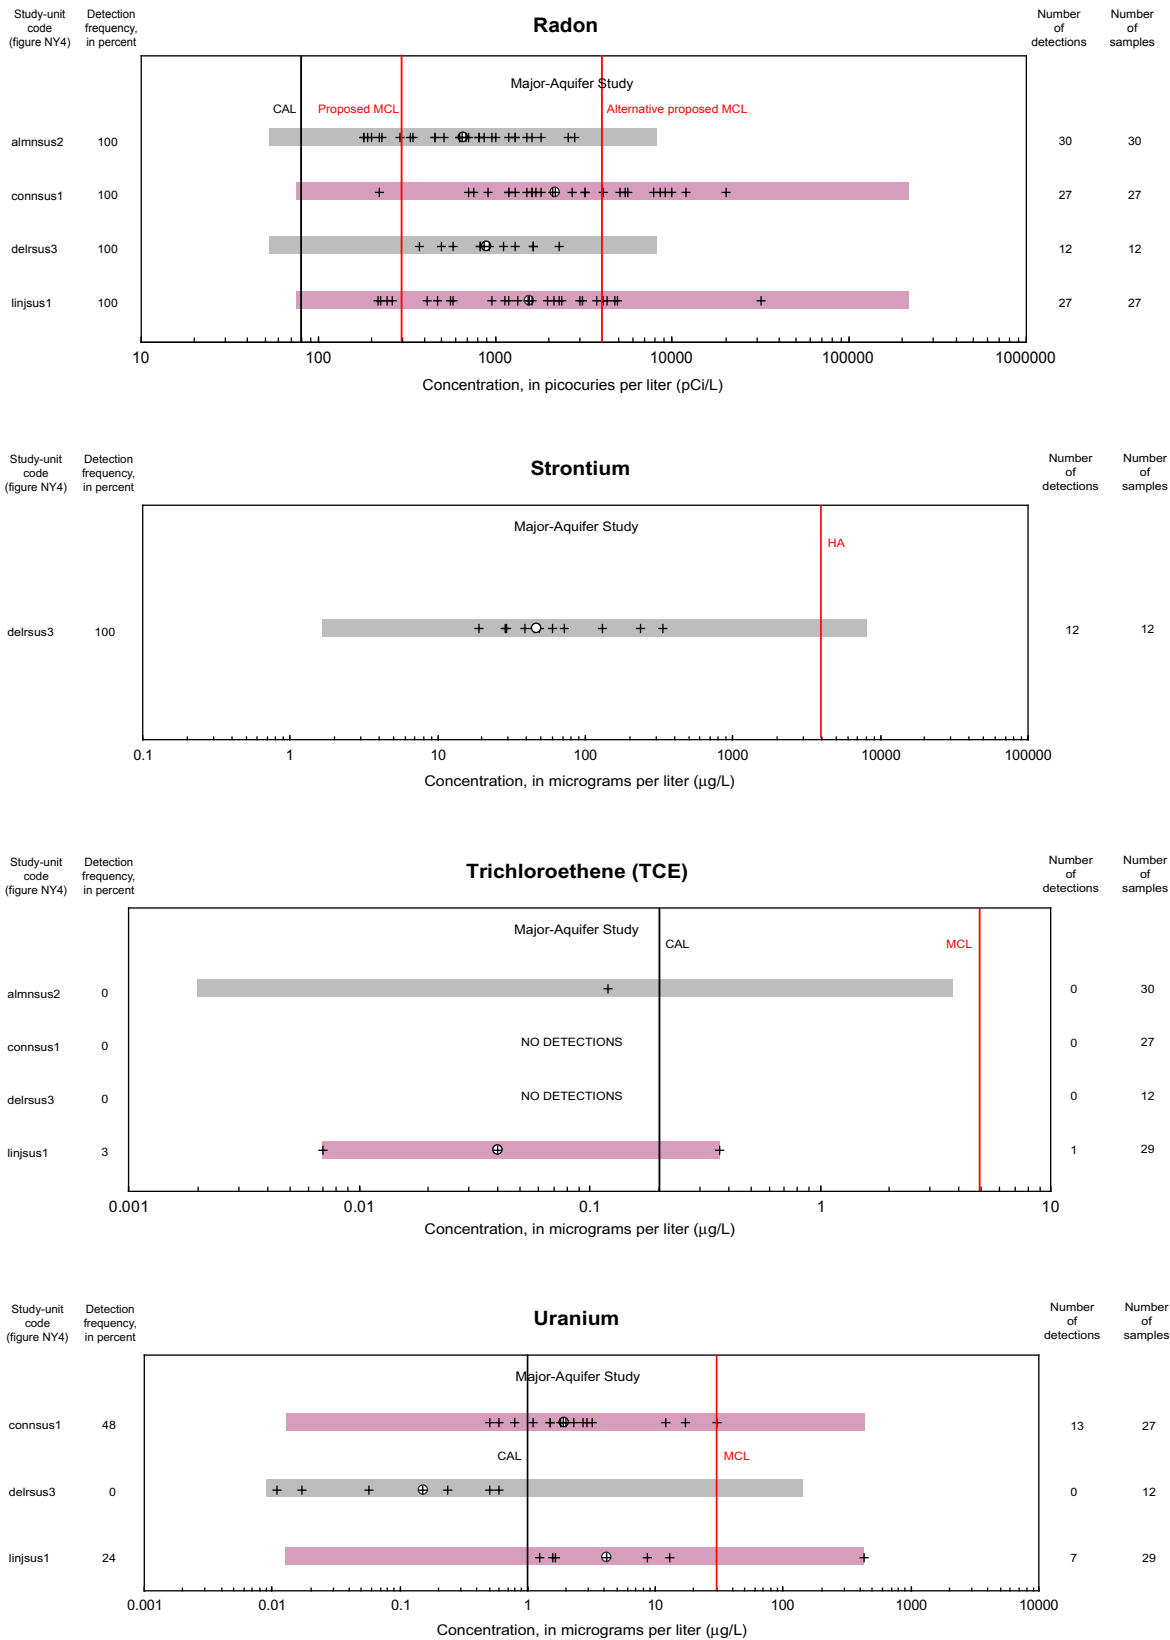 Radon
Study-unit code (figure NY4)
Detection frequency, in percent
Number of detections
Number of samples
Major-Aquifer Study
CAL
Proposed MCL
Alternative proposed MCL
almnsus2 100 30 30
connsus1 100 27 27
delrsus3 100 12 12
linjsus1 100 27 27
10 100 1000 10000 100000 1000000
Concentration, in picocuries per liter (pCi/L)
Strontium
Study-unit code (figure NY4)
Detection frequency, in percent
Number of detections
Number of samples
Major-Aquifer Study
HA
delrsus3 100 12 12
0.1 1 10 100 1000 10000 100000
Concentration, in micrograms per liter (µg/L)
Trichloroethene (TCE)
Study-unit code (figure NY4)
Detection frequency, in percent
Number of detections
Number of samples
Major-Aquifer Study
CAL
MCL
almnsus2 0 0 30
connsus1 0 NO DETECTIONS 0 27
delrsus3 0 NO DETECTIONS 0 12
linjsus1 3 1 29
0.001 0.01 0.1 1 10
Concentration, in micrograms per liter (µg/L)
Uranium
Study-unit code (figure NY4)
Detection frequency, in percent
Number of detections
Number of samples
Major-Aquifer Study
connsus1 48 13 27
CAL
MCL
delrsus3 0 0 12
linjsus1 24 7 29
0.001 0.01 0.1 1 10 100 1000 10000
Concentration, in micrograms per liter (µg/L)